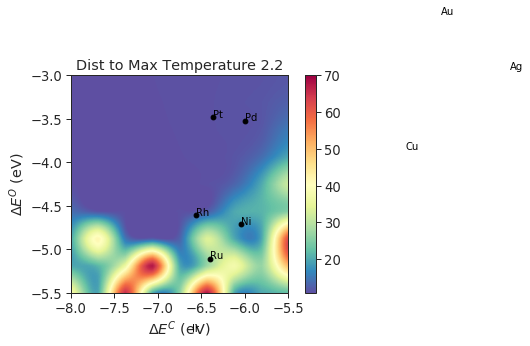 Au
Ag
Dist to Max Temperature 2.2
−3.0
−3.5
−4.0
−4.5
−5.0
−5.5
ΔE^O (eV)
Pt
Pd
Rh
Ni
Ru
Cu
−8.0 −7.5 −7.0 −6.5 −6.0 −5.5
ΔE^C (eV)
70
60
50
40
30
20